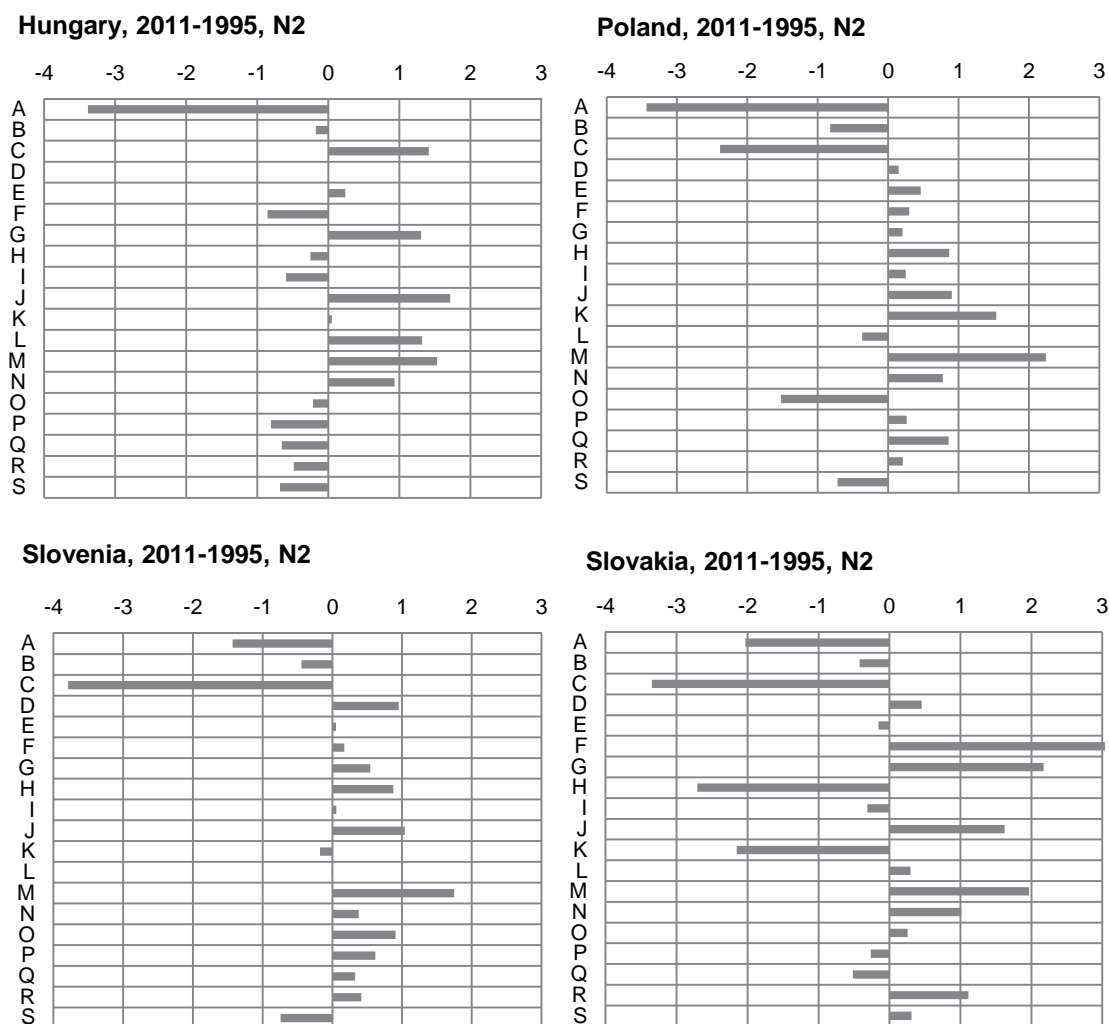 Hungary, 2011-1995, N2
-4 -3 -2 -1 0 1 2 3
A
B
C
D
E
F
G
H
I
J
K
L
M
N
O
P
Q
R
S
Poland, 2011-1995, N2
-4 -3 -2 -1 0 1 2 3
A
B
C
D
E
F
G
H
I
J
K
L
M
N
O
P
Q
R
S
Slovenia, 2011-1995, N2
-4 -3 -2 -1 0 1 2 3
A
B
C
D
E
F
G
H
I
J
K
L
M
N
O
P
Q
R
S
Slovakia, 2011-1995, N2
-4 -3 -2 -1 0 1 2 3
A
B
C
D
E
F
G
H
I
J
K
L
M
N
O
P
Q
R
S